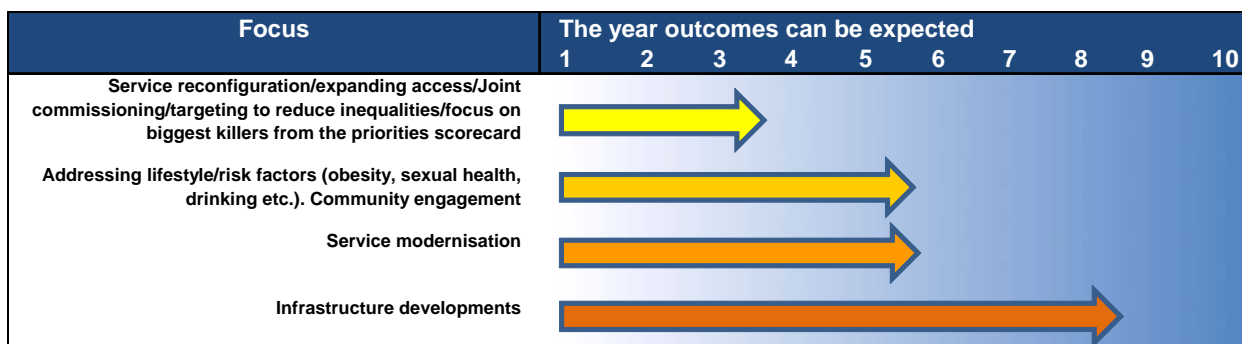 Focus
The year outcomes can be expected
1 2 3 4 5 6 7 8 9 10
Service reconfiguration/expanding access/Joint
commissioning/targeting to reduce inequalities/focus on
biggest killers from the priorities scorecard
Addressing lifestyle/risk factors (obesity, sexual health,
drinking etc.). Community engagement
Service modernisation
Infrastructure developments